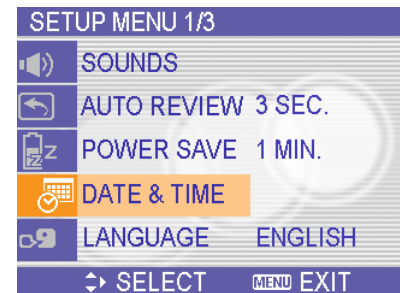 SETUP MENU 1/3
SOUNDS
AUTO REVIEW 3 SEC.
POWER SAVE 1 MIN.
DATE & TIME
LANGUAGE ENGLISH
SELECT MENU EXIT